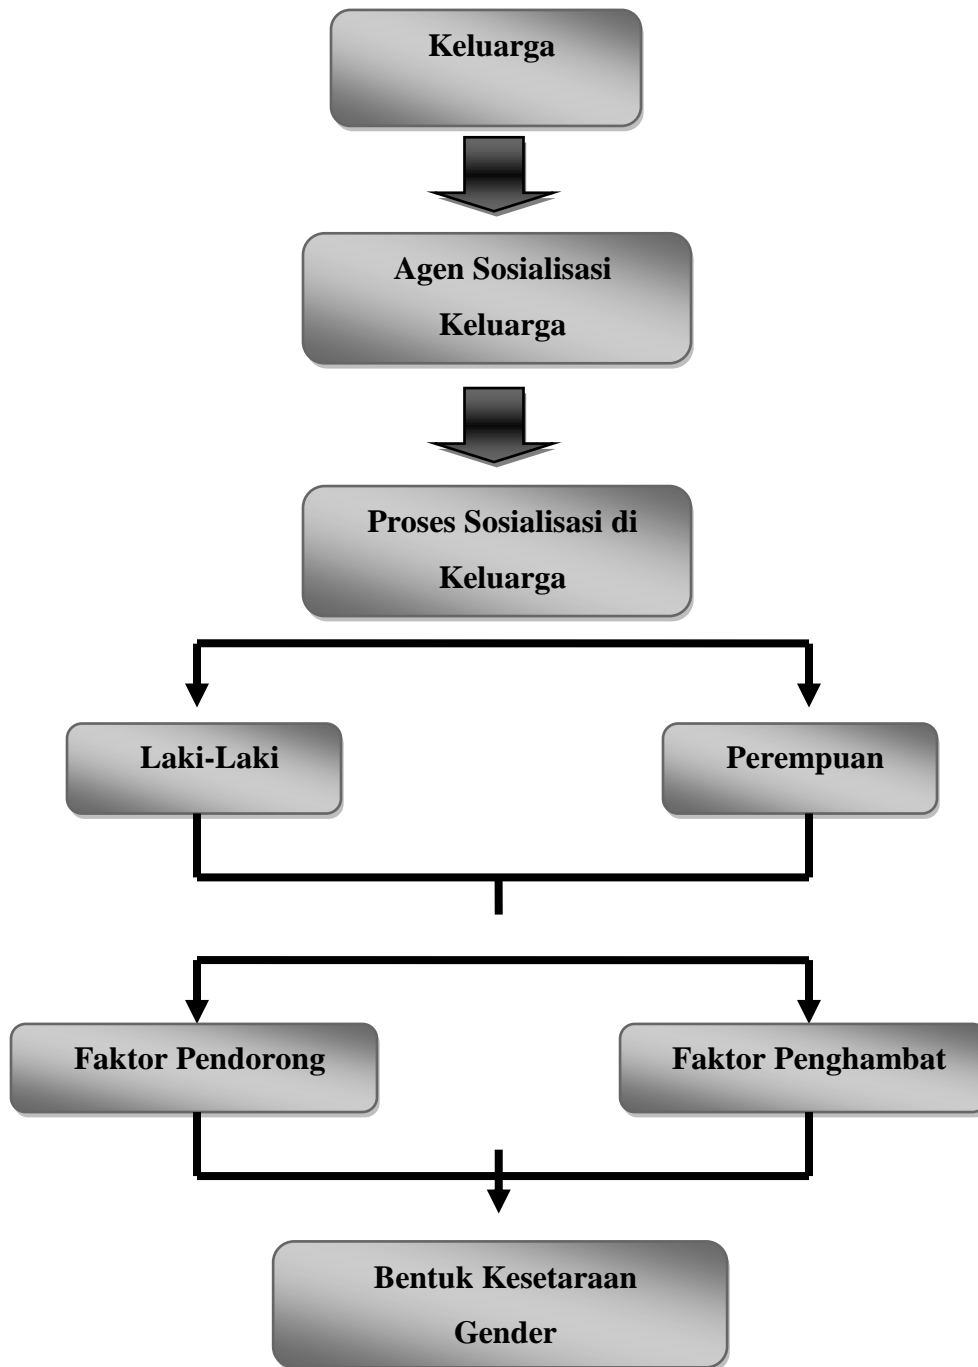 Keluarga
Agen Sosialisasi
Keluarga
Proses Sosialisasi di
Keluarga
Laki-Laki
Perempuan
Faktor Pendorong
Faktor Penghambat
Bentuk Kesetaraan
Gender